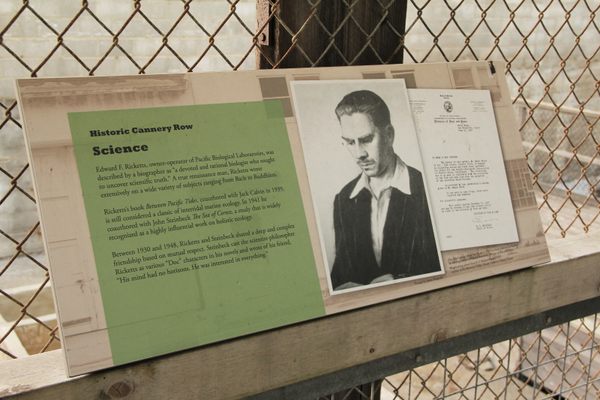 Historic Cannery Row
Science
Edward F. Ricketts, owner-operator of Pacific Biological Laboratories, was
described by a biographer as "a devoted and rational biologist who sought
to uncover scientific truth." A true renaissance man, Ricketts wrote
extensively on a wide variety of subjects ranging from Bach to Buddhism.
Ricketts's book Between Pacific Tides, coauthored with Jack Calvin in 1939,
is still considered a classic of intertidal marine ecology. In 1941 he
coauthored with John Steinbeck The Sea of Cortez, a study that is widely
recognized as a highly influential work on holistic ecology.
Between 1930 and 1948, Ricketts and Steinbeck shared a deep and complex
friendship based on mutual respect. Steinbeck cast the scientist-philosopher
Ricketts as various "Doc" characters in his novels and wrote of his friend,
"His mind had no horizons. He was interested in everything."